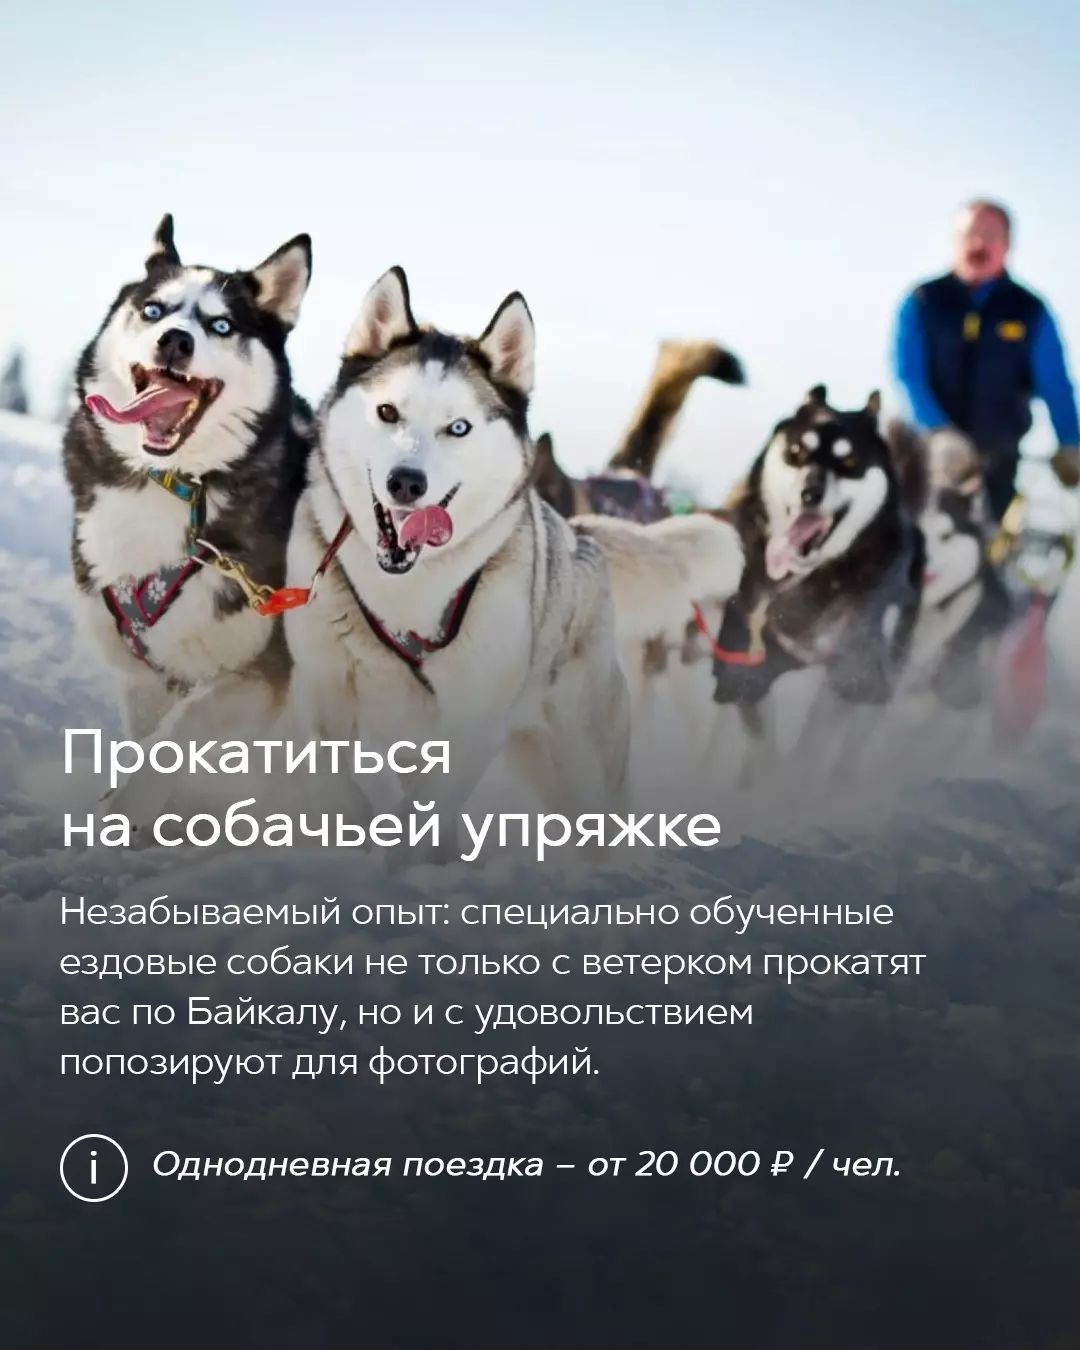 Прокатиться
на собачьей упряжке
Незабываемый опыт: специально обученные
ездовые собаки не только с ветерком прокатят
вас по Байкалу, но и с удовольствием
попозируют для фотографий.
i Однодневная поездка – от 20 000 ₽ / чел.